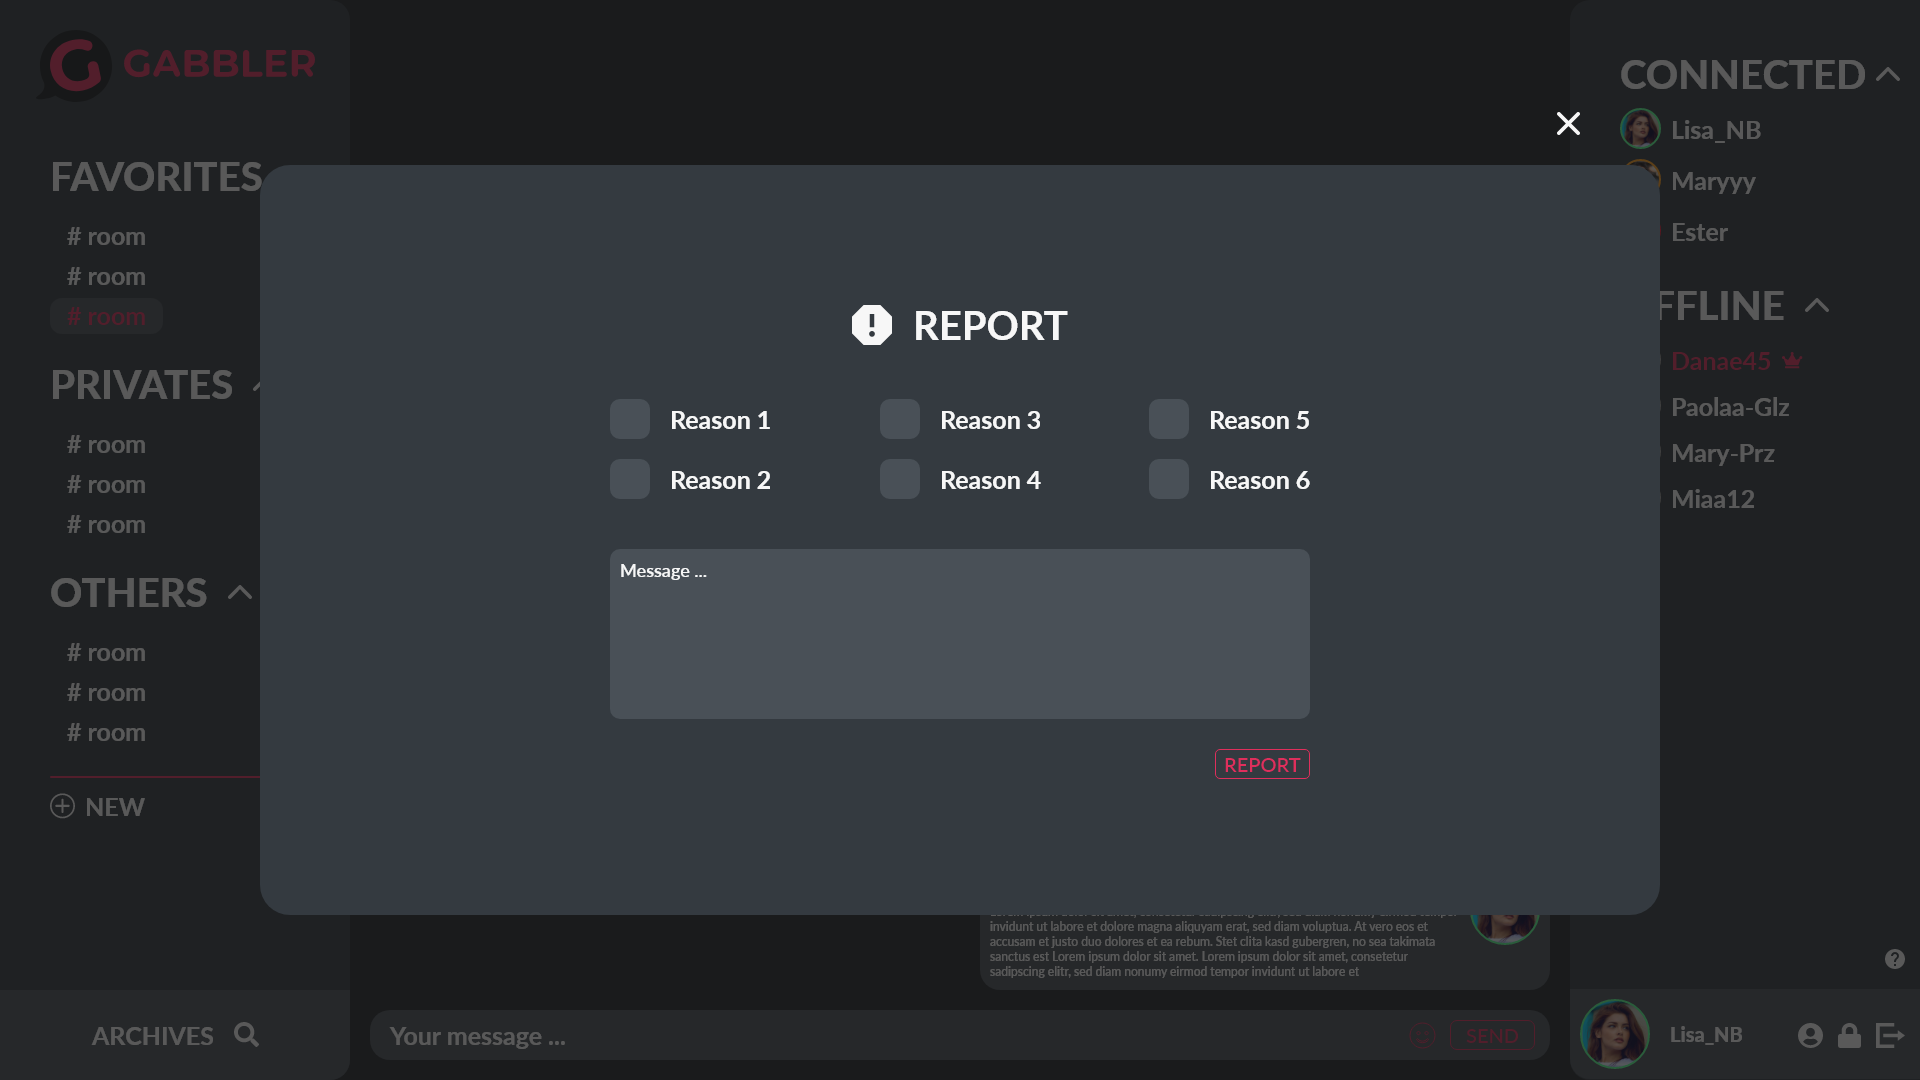 GABBLER
FAVORITES
# room
# room
# room
PRIVATES
# room
# room
# room
OTHERS
# room
# room
# room
NEW
ARCHIVES
REPORT
Reason 1
Reason 3
Reason 5
Reason 2
Reason 4
Reason 6
Message ...
REPORT
invidunt ut labore et dolore magna aliquyam erat, sed diam voluptua. At vero eos et
accusam et justo duo dolores et ea rebum. Stet clita kasd gubergren, no sea takimata
sanctus est Lorem ipsum dolor sit amet. Lorem ipsum dolor sit amet, consetetur
sadipscing elitr, sed diam nonumy eirmod tempor invidunt ut labore et
Your message ...
SEND
CONNECTED
Lisa_NB
Maryyy
Ester
FFLINE
Danae45
Paolaa-Glz
Mary-Prz
Miaa12
Lisa_NB